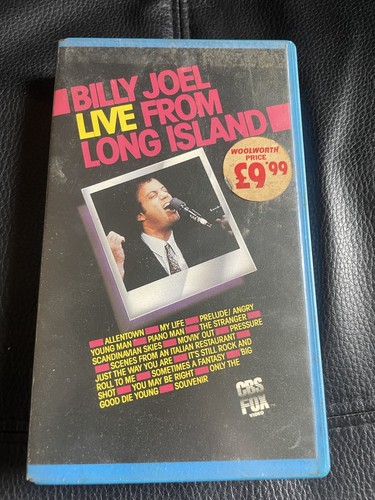 BILLY JOEL
LIVE FROM
LONG ISLAND
WOOLWORTH
PRICE
£9.99
ALLENTOWN MY LIFE PRELUDE/ANGRY
YOUNG MAN PIANO MAN THE STRANGER
SCANDINAVIAN SKIES MOVIN' OUT PRESSURE
SCENES FROM AN ITALIAN RESTAURANT
JUST THE WAY YOU ARE IT'S STILL ROCK AND
ROLL TO ME SOMETIMES A FANTASY BIG
SHOT YOU MAY BE RIGHT ONLY THE
GOOD DIE YOUNG SOUVENIR
CBS
FOX
VIDEO